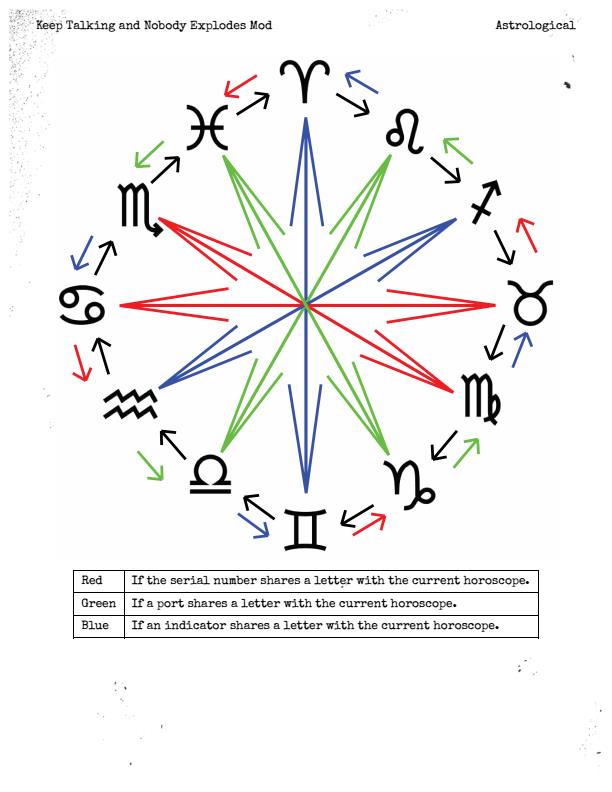 Keep Talking and Nobody Explodes Mod
Astrological
♈
♓
♌
♏
♐
♋
♉
♒
♍
♎
♑
♊
Red If the serial number shares a letter with the current horoscope.
Green If a port shares a letter with the current horoscope.
Blue If an indicator shares a letter with the current horoscope.